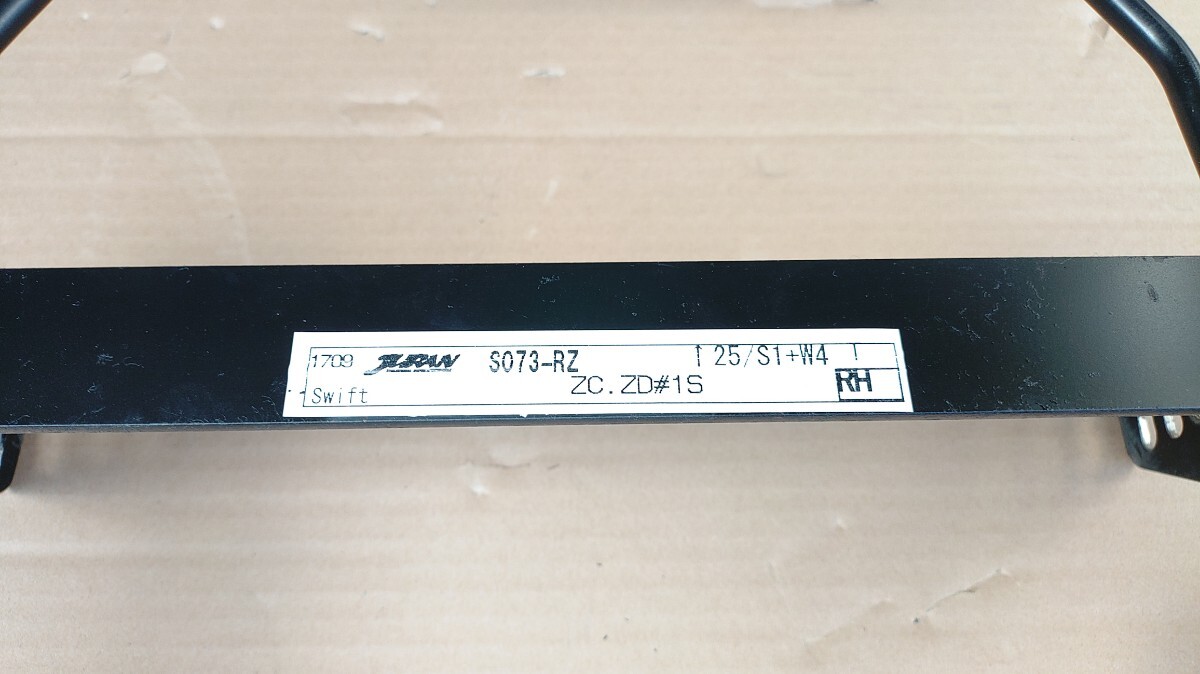 1709 JURAN S073-RZ ↑25/S1+W4
Swift ZC.ZD#1S RH